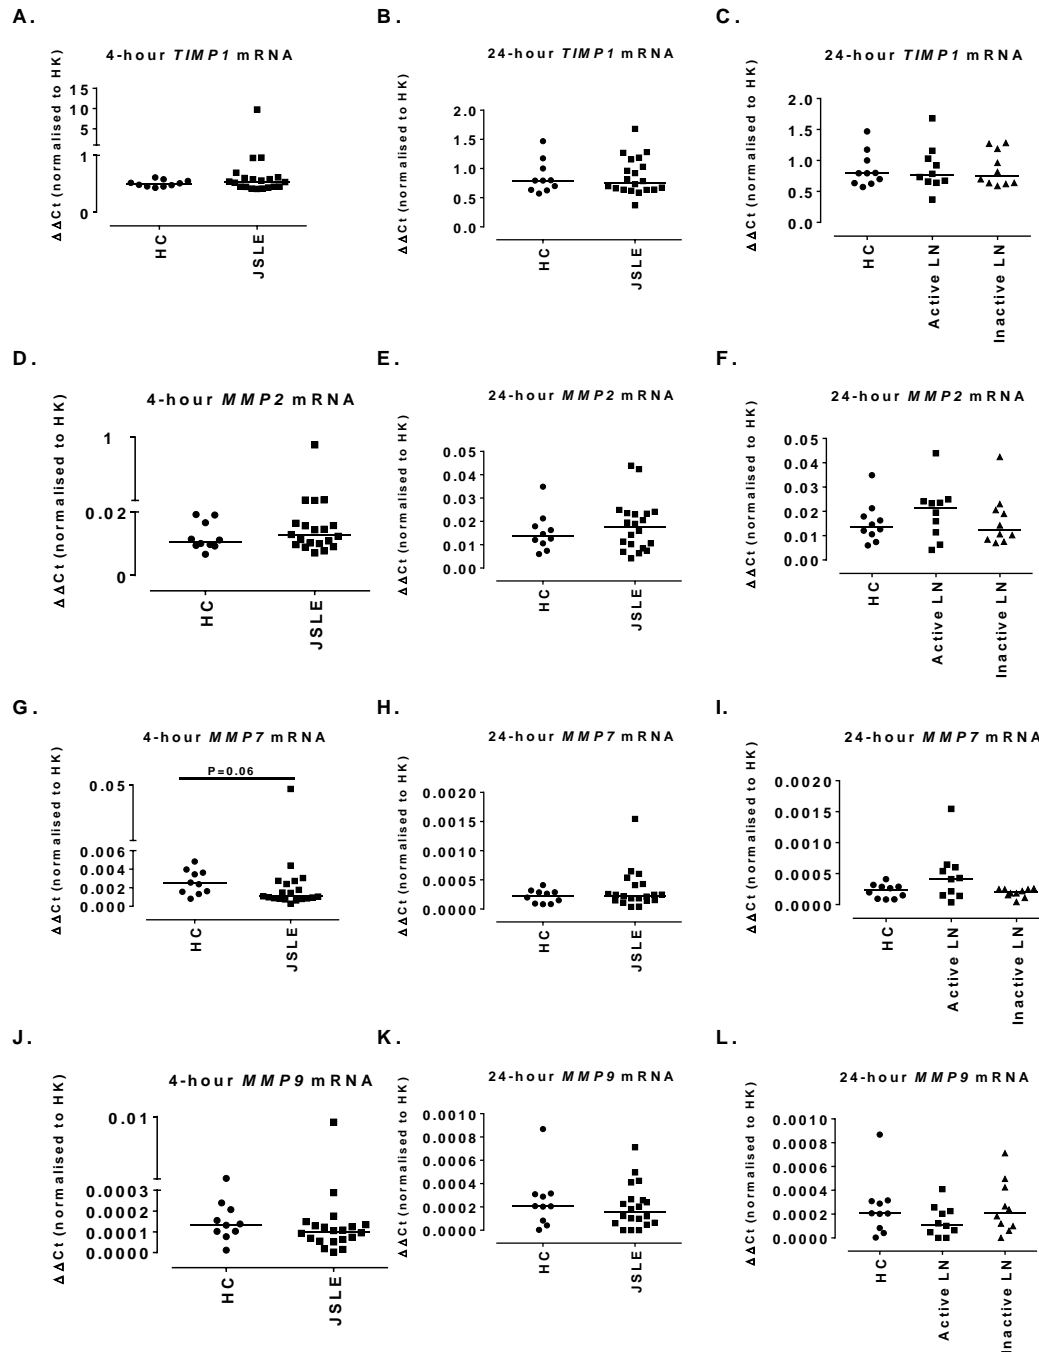 A.
4-hour TIMP1 mRNA
ΔΔCt (normalised to HK)
15
10
5
1
0
HC
JSLE
B.
24-hour TIMP1 mRNA
ΔΔCt (normalised to HK)
2.0
1.5
1.0
0.5
0.0
HC
JSLE
C.
24-hour TIMP1 mRNA
ΔΔCt (normalised to HK)
2.0
1.5
1.0
0.5
0.0
HC
Active LN
Inactive LN
D.
4-hour MMP2 mRNA
ΔΔCt (normalised to HK)
1
0.02
0
HC
JSLE
E.
24-hour MMP2 mRNA
ΔΔCt (normalised to HK)
0.05
0.04
0.03
0.02
0.01
0.00
HC
JSLE
F.
24-hour MMP2 mRNA
ΔΔCt (normalised to HK)
0.05
0.04
0.03
0.02
0.01
0.00
HC
Active LN
Inactive LN
G.
4-hour MMP7 mRNA
ΔΔCt (normalised to HK)
P=0.06
0.05
0.006
0.004
0.002
0.000
HC
JSLE
H.
24-hour MMP7 mRNA
ΔΔCt (normalised to HK)
0.0020
0.0015
0.0010
0.0005
0.0000
HC
JSLE
I.
24-hour MMP7 mRNA
ΔΔCt (normalised to HK)
0.0020
0.0015
0.0010
0.0005
0.0000
HC
Active LN
Inactive LN
J.
4-hour MMP9 mRNA
ΔΔCt (normalised to HK)
0.01
0.0003
0.0002
0.0001
0.0000
HC
JSLE
K.
24-hour MMP9 mRNA
ΔΔCt (normalised to HK)
0.0010
0.0008
0.0006
0.0004
0.0002
0.0000
HC
JSLE
L.
24-hour MMP9 mRNA
ΔΔCt (normalised to HK)
0.0010
0.0008
0.0006
0.0004
0.0002
0.0000
HC
Active LN
Inactive LN